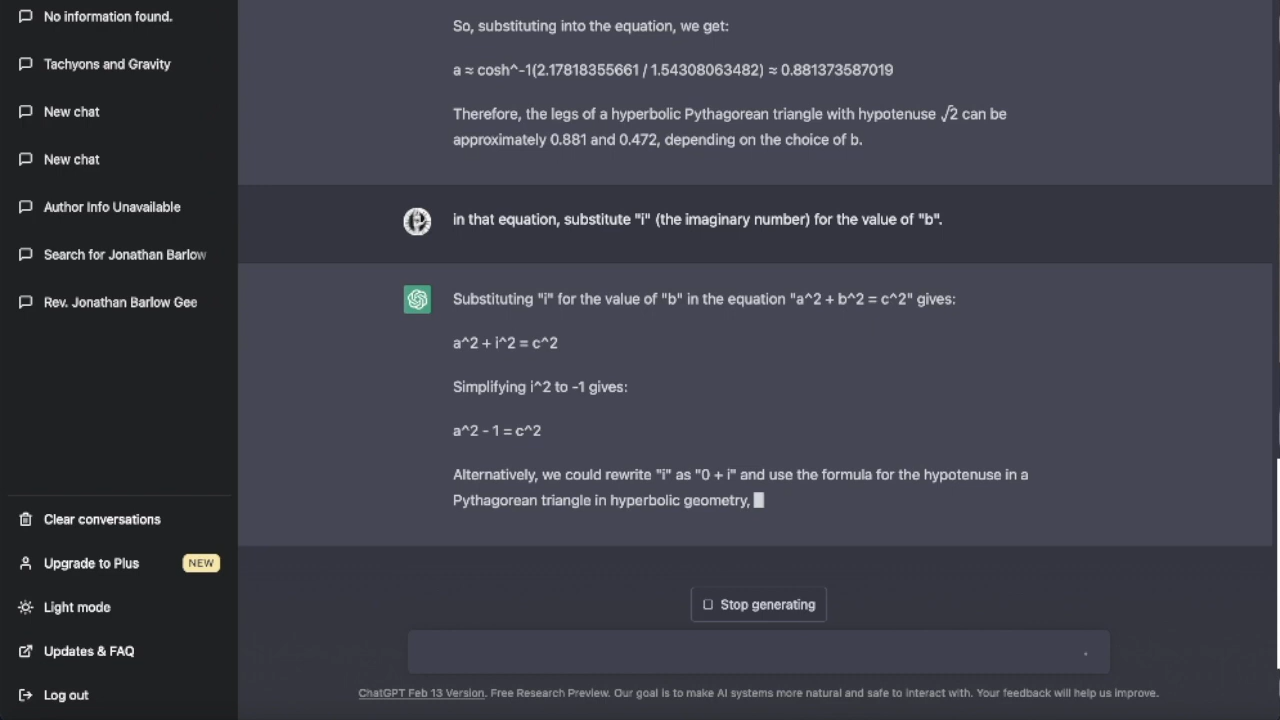 No information found.
Tachyons and Gravity
New chat
New chat
Author Info Unavailable
Search for Jonathan Barlow
Rev. Jonathan Barlow Gee
Clear conversations
Upgrade to Plus NEW
Light mode
Updates & FAQ
Log out
So, substituting into the equation, we get:
a ≈ cosh^-1(2.17818355661 / 1.54308063482) ≈ 0.881373587019
Therefore, the legs of a hyperbolic Pythagorean triangle with hypotenuse √2 can be
approximately 0.881 and 0.472, depending on the choice of b.
in that equation, substitute "i" (the imaginary number) for the value of "b".
Substituting "i" for the value of "b" in the equation "a^2 + b^2 = c^2" gives:
a^2 + i^2 = c^2
Simplifying i^2 to -1 gives:
a^2 - 1 = c^2
Alternatively, we could rewrite "i" as "0 + i" and use the formula for the hypotenuse in a
Pythagorean triangle in hyperbolic geometry,
Stop generating
ChatGPT Feb 13 Version. Free Research Preview. Our goal is to make AI systems more natural and safe to interact with. Your feedback will help us improve.